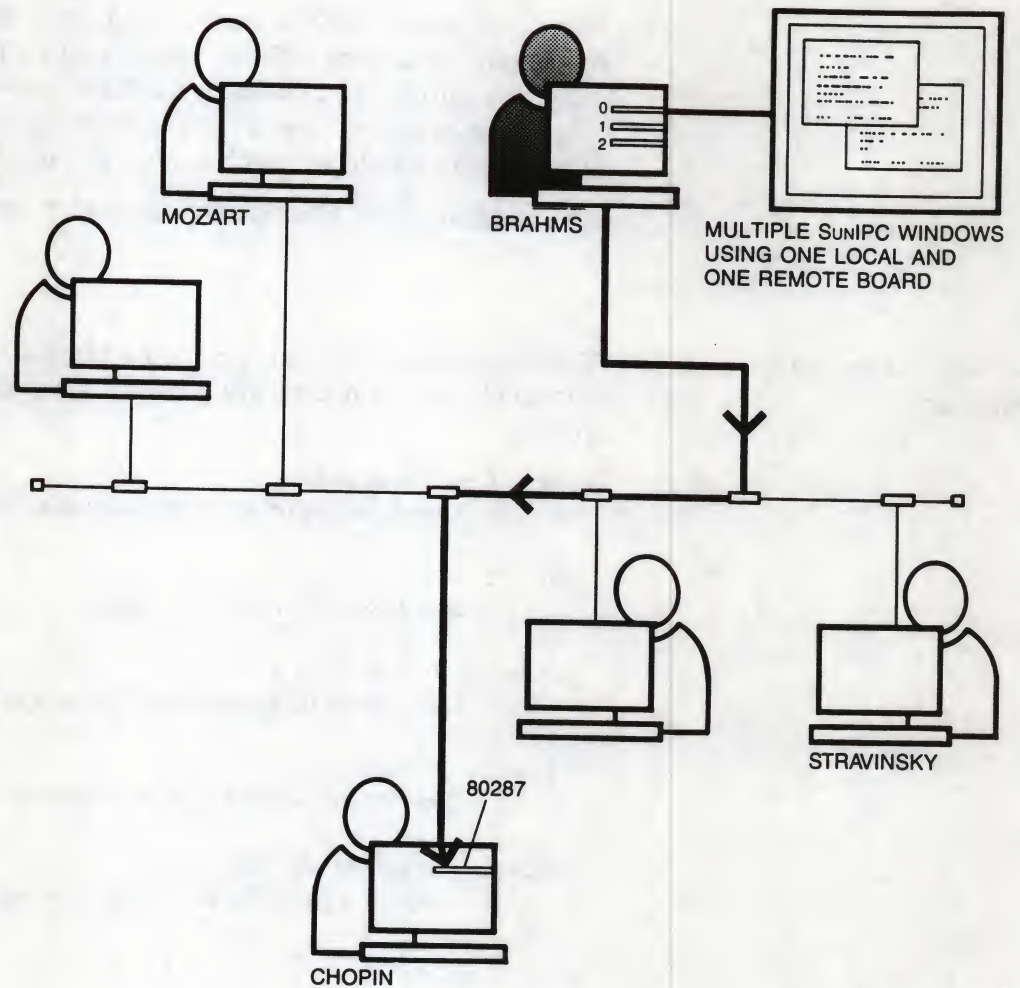 0
1
2
MOZART
BRAHMS
MULTIPLE SUNIPC WINDOWS
USING ONE LOCAL AND
ONE REMOTE BOARD
STRAVINSKY
80287
CHOPIN